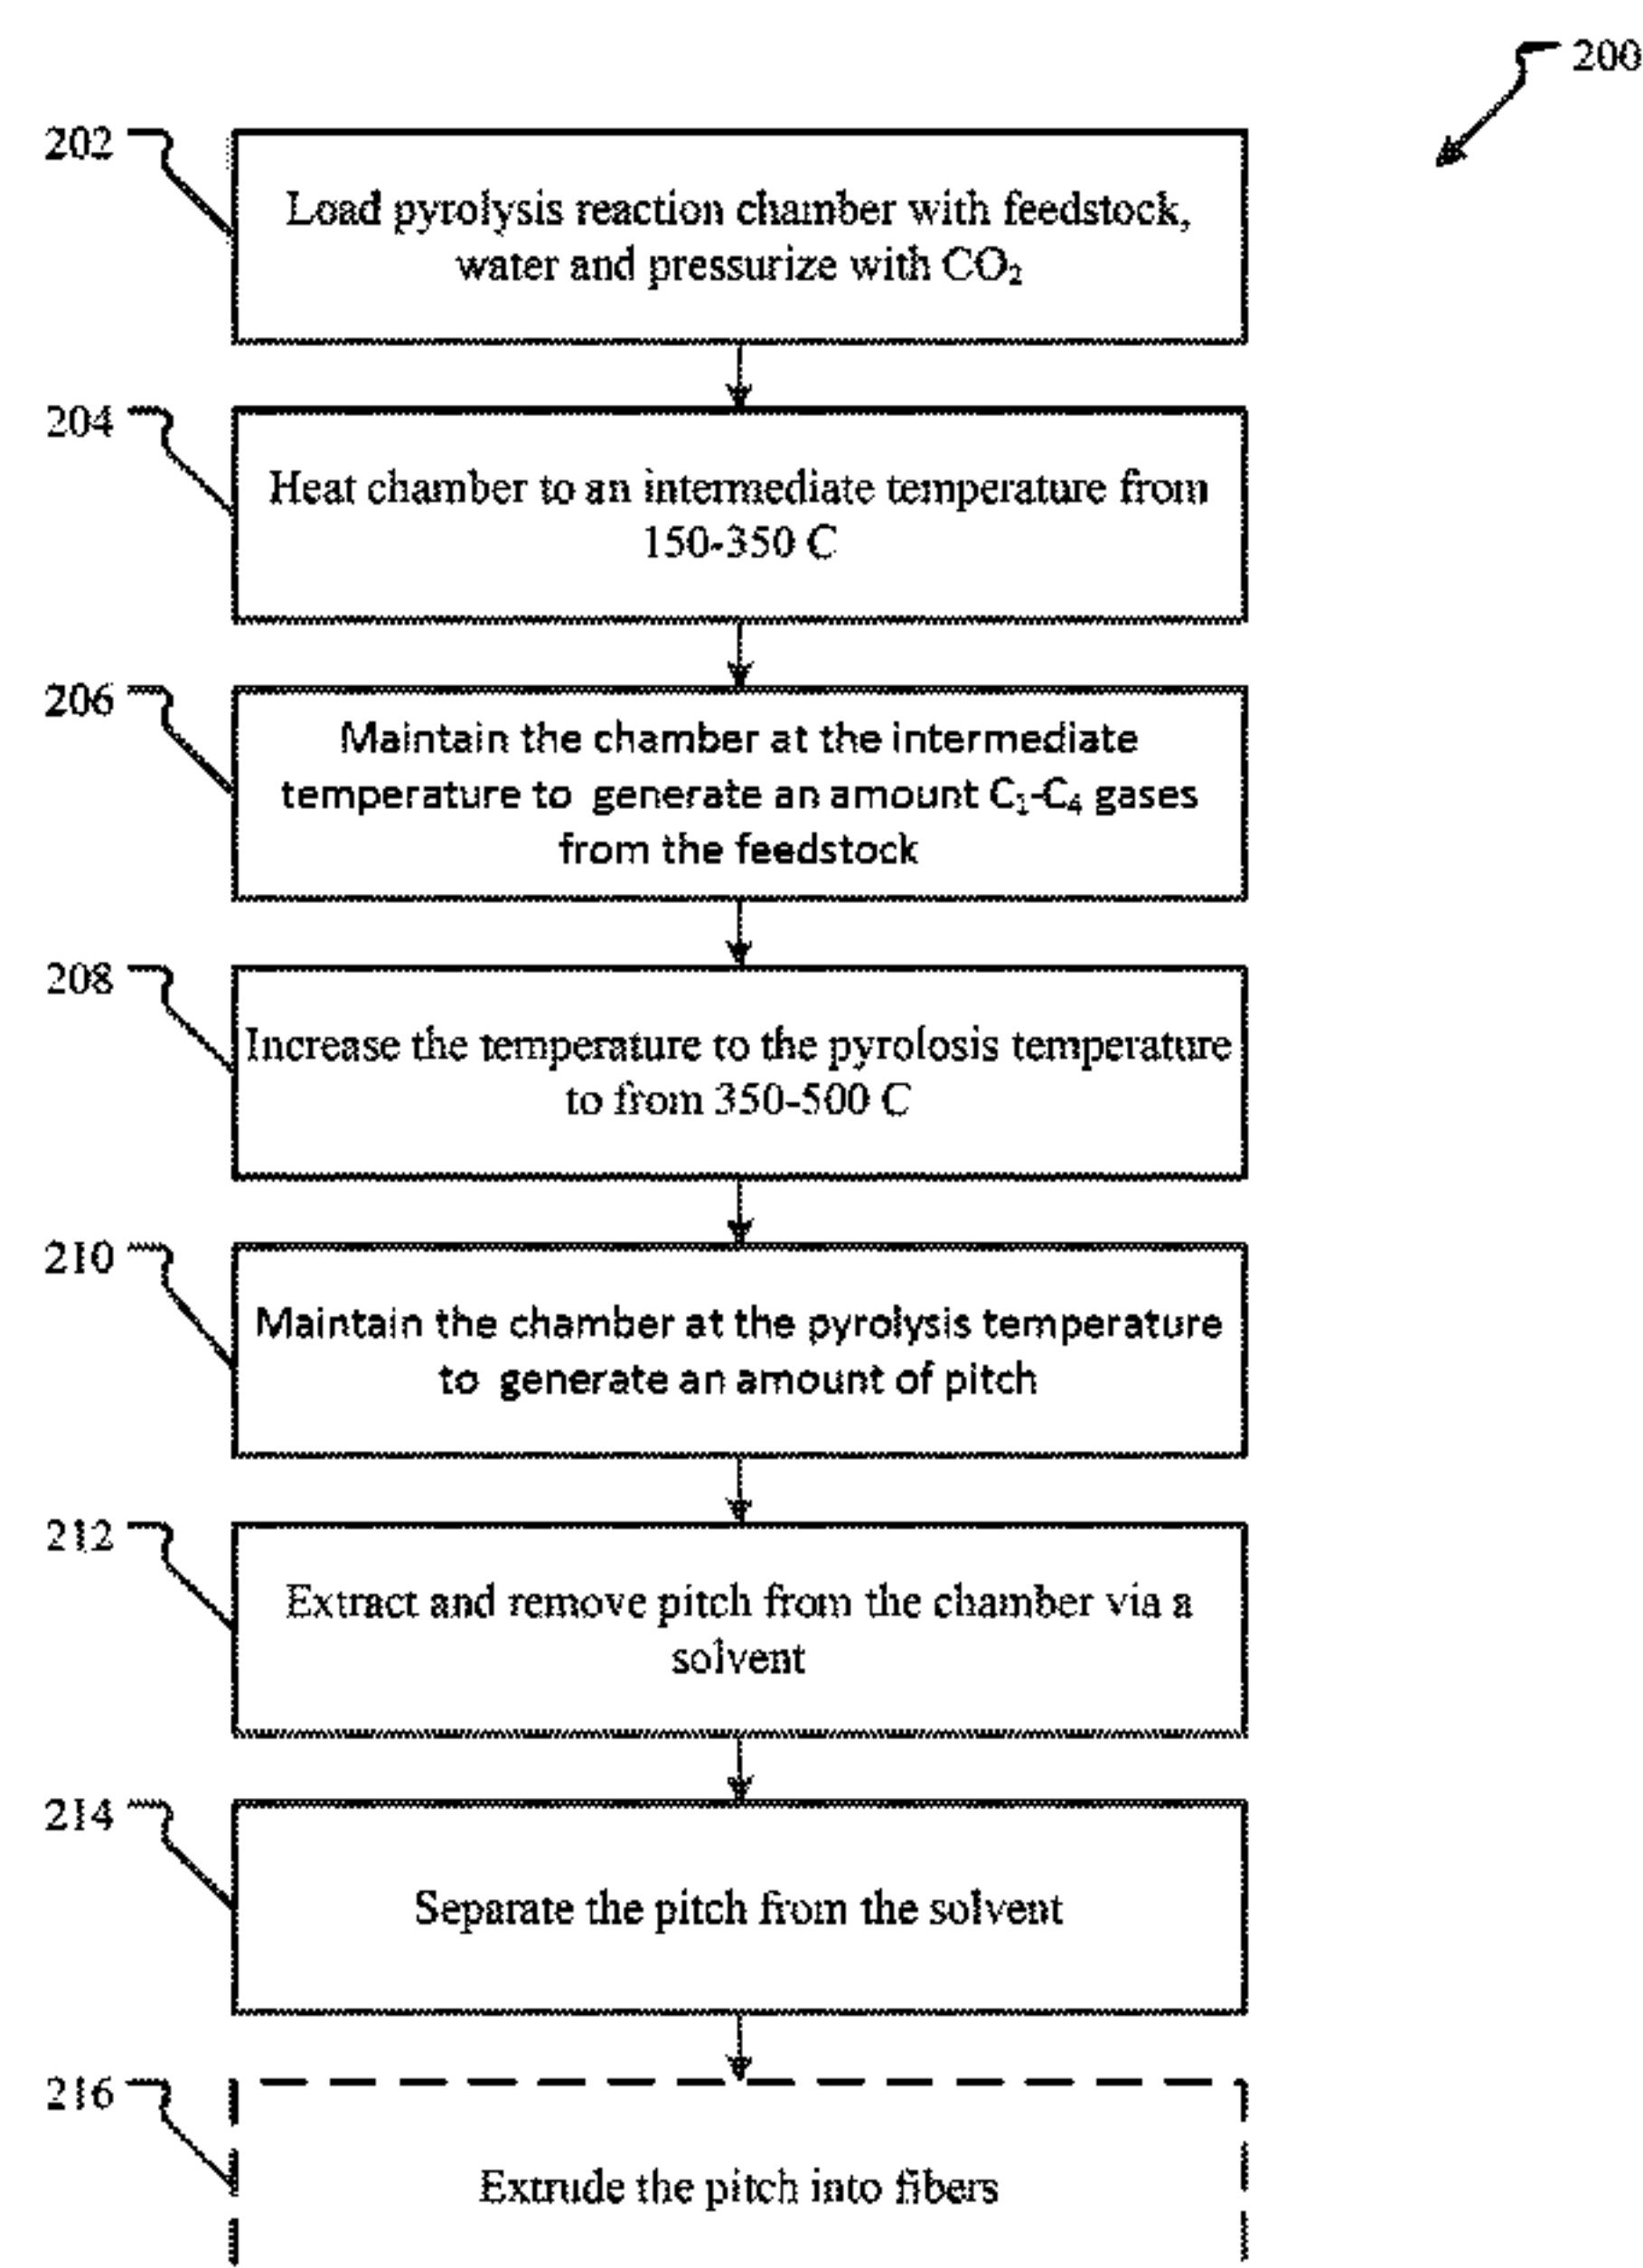 200
202
Load pyrolysis reaction chamber with feedstock,
water and pressurize with CO₂
204
Heat chamber to an intermediate temperature from
150-350 C
206
Maintain the chamber at the intermediate
temperature to generate an amount C₁-C₄ gases
from the feedstock
208
Increase the temperature to the pyrolosis temperature
to from 350-500 C
210
Maintain the chamber at the pyrolysis temperature
to generate an amount of pitch
212
Extract and remove pitch from the chamber via a
solvent
214
Separate the pitch from the solvent
216
Extrude the pitch into fibers